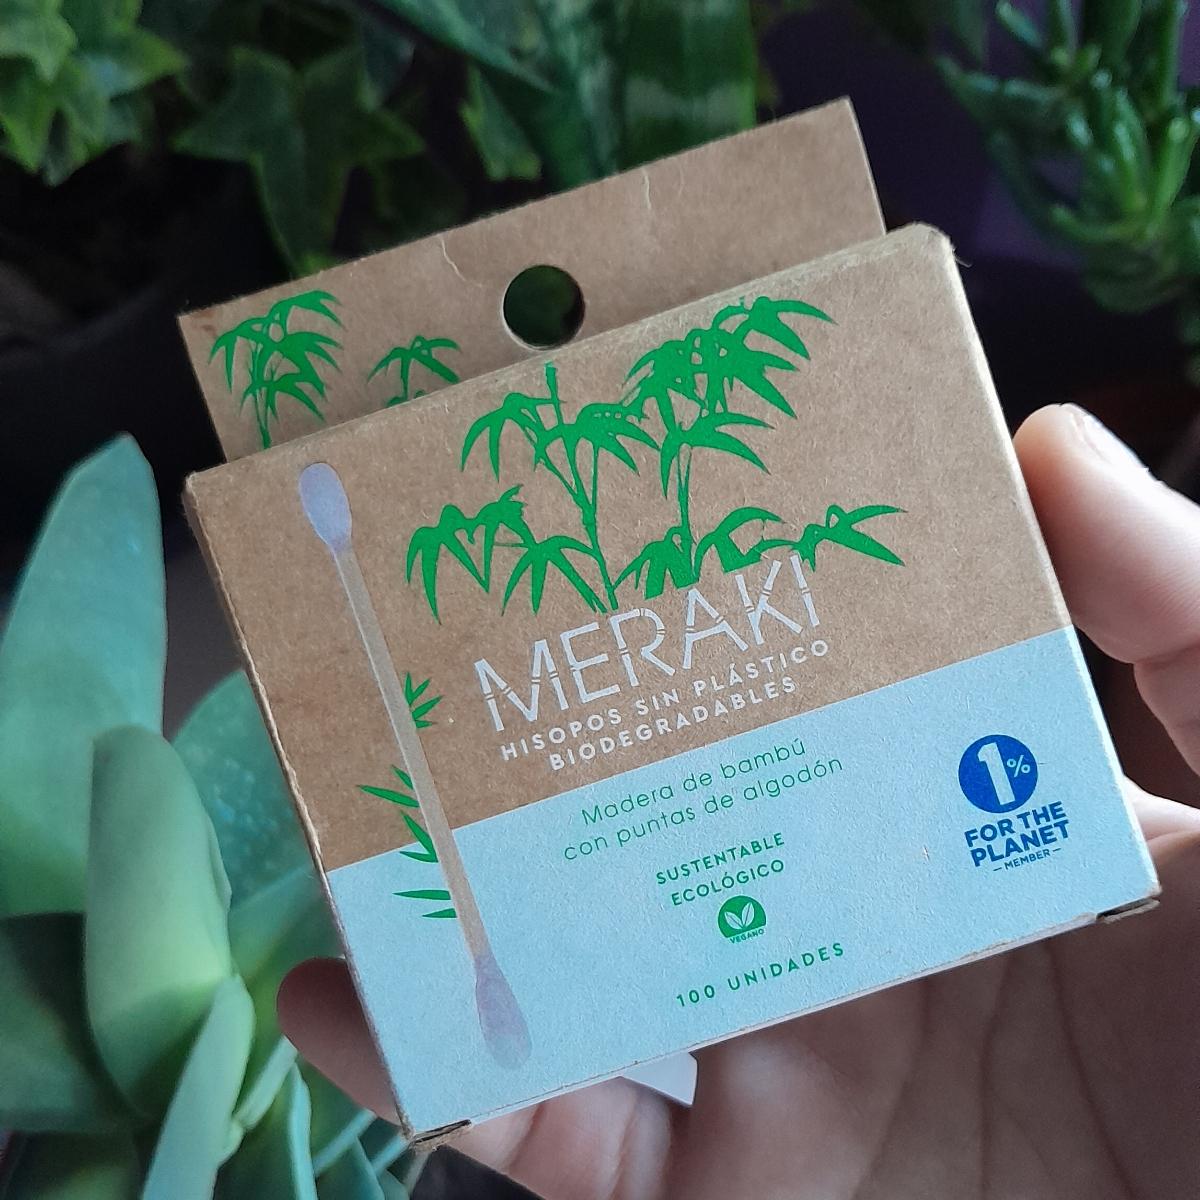 MERAKI
HISOPOS SIN PLÁSTICO
BIODEGRADABLES
Madera de bambú
con puntas de algodón
SUSTENTABLE
ECOLÓGICO
VEGANO
100 UNIDADES
1%
FOR THE
PLANET
MEMBER